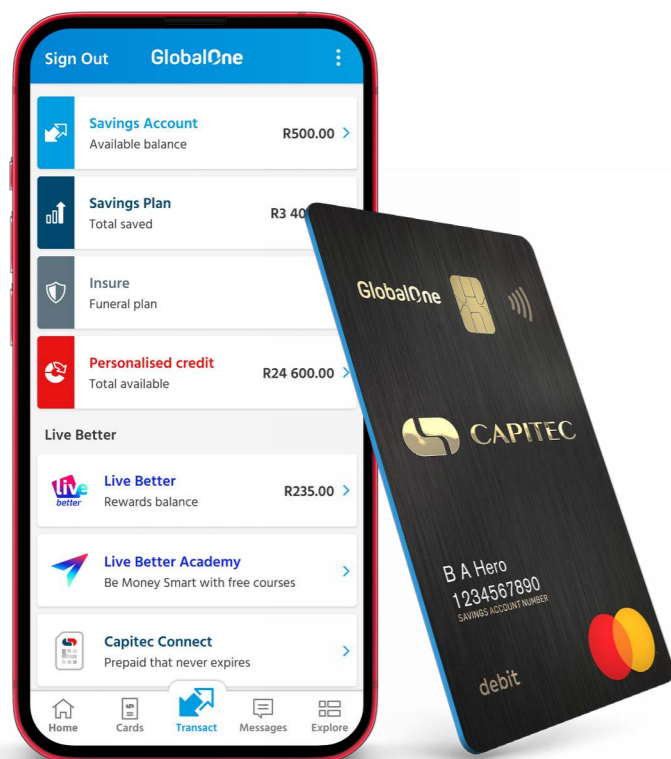 Sign Out
GlobalOne
Savings Account
Available balance
R500.00
Savings Plan
Total saved
R3 40
Insure
Funeral plan
Personalised credit
Total available
R24 600.00
Live Better
Live better
Live Better
Rewards balance
R235.00
Live Better Academy
Be Money Smart with free courses
Capitec Connect
Prepaid that never expires
Home
Cards
Transact
Messages
Explore
GlobalOne
CAPITEC
B A Hero
1234567890
SAVINGS ACCOUNT NUMBER
debit